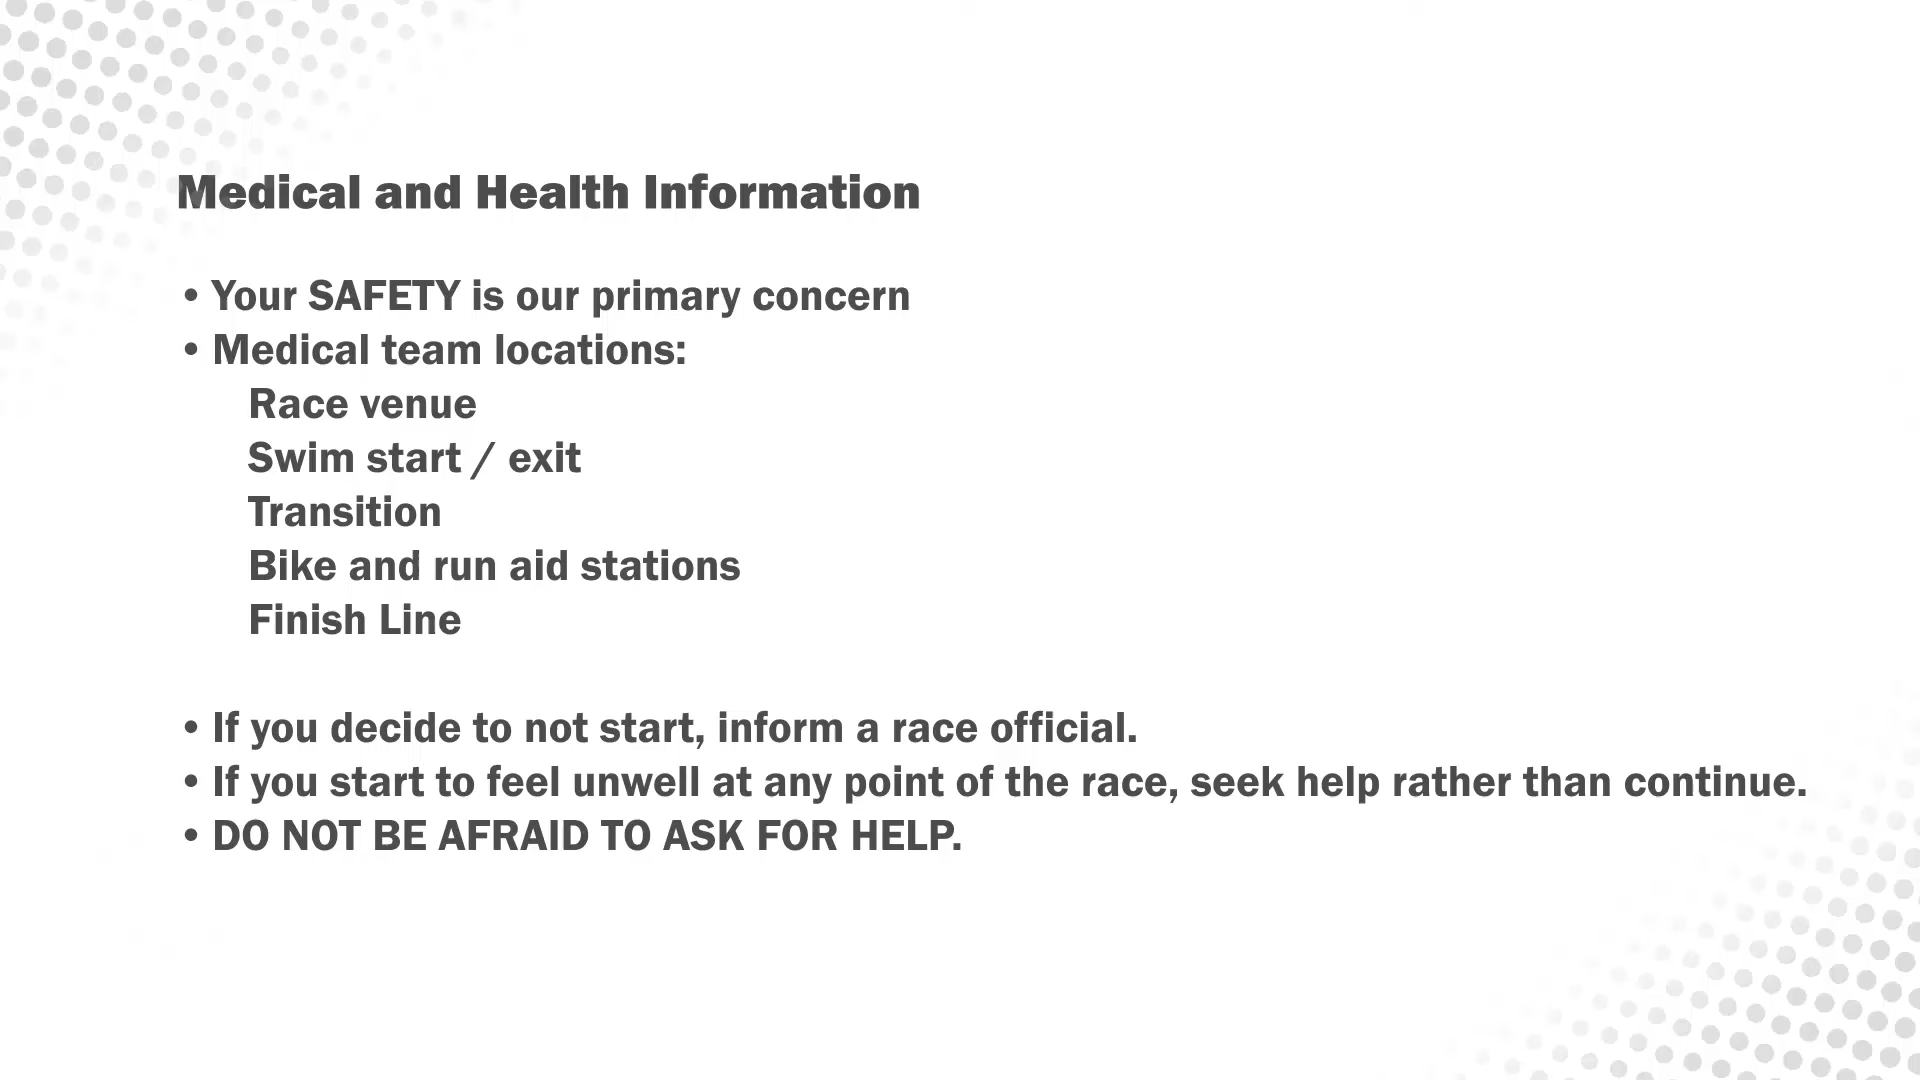 Medical and Health Information
• Your SAFETY is our primary concern
• Medical team locations:
Race venue
Swim start / exit
Transition
Bike and run aid stations
Finish Line
• If you decide to not start, inform a race official.
• If you start to feel unwell at any point of the race, seek help rather than continue.
• DO NOT BE AFRAID TO ASK FOR HELP.